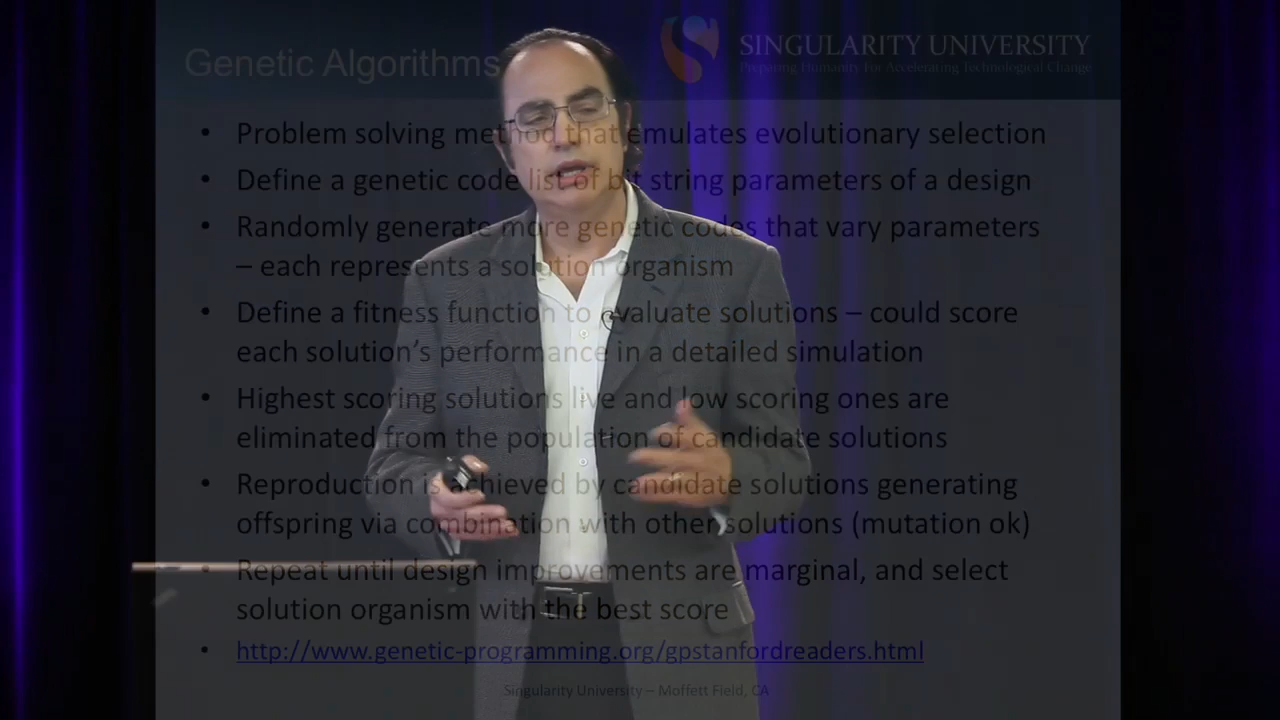 Genetic Algorithms
SINGULARITY UNIVERSITY
Preparing Humanity For Accelerating Technological Change
• Problem solving method that emulates evolutionary selection
• Define a genetic code list or bit string parameters of a design
• Randomly generate more genetic codes that vary parameters
– each represents a solution organism
• Define a fitness function to evaluate solutions – could score
each solution’s performance in a detailed simulation
• Highest scoring solutions live and low scoring ones are
eliminated from the population of candidate solutions
• Reproduction is achieved by candidate solutions generating
offspring via combination with other solutions (mutation ok)
• Repeat until design improvements are marginal, and select
solution organism with the best score
• http://www.genetic-programming.org/gpstanfordreaders.html
Singularity University – Moffett Field, CA